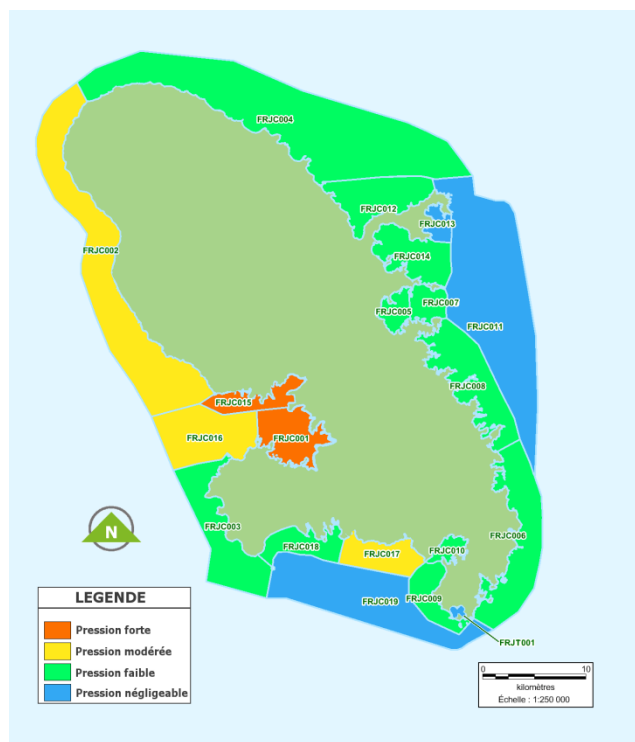 FRJC004
FRJC012
FRJC013
FRJC002
FRJC014
FRJC007
FRJC005
FRJC011
FRJC008
FRJC015
FRJC001
FRJC016
FRJC003
FRJC006
FRJC018
FRJC017
FRJC010
FRJC009
FRJC019
FRJT001
N
LEGENDE
Pression forte
Pression modérée
Pression faible
Pression négligeable
0 10
kilomètres
Échelle : 1:250 000